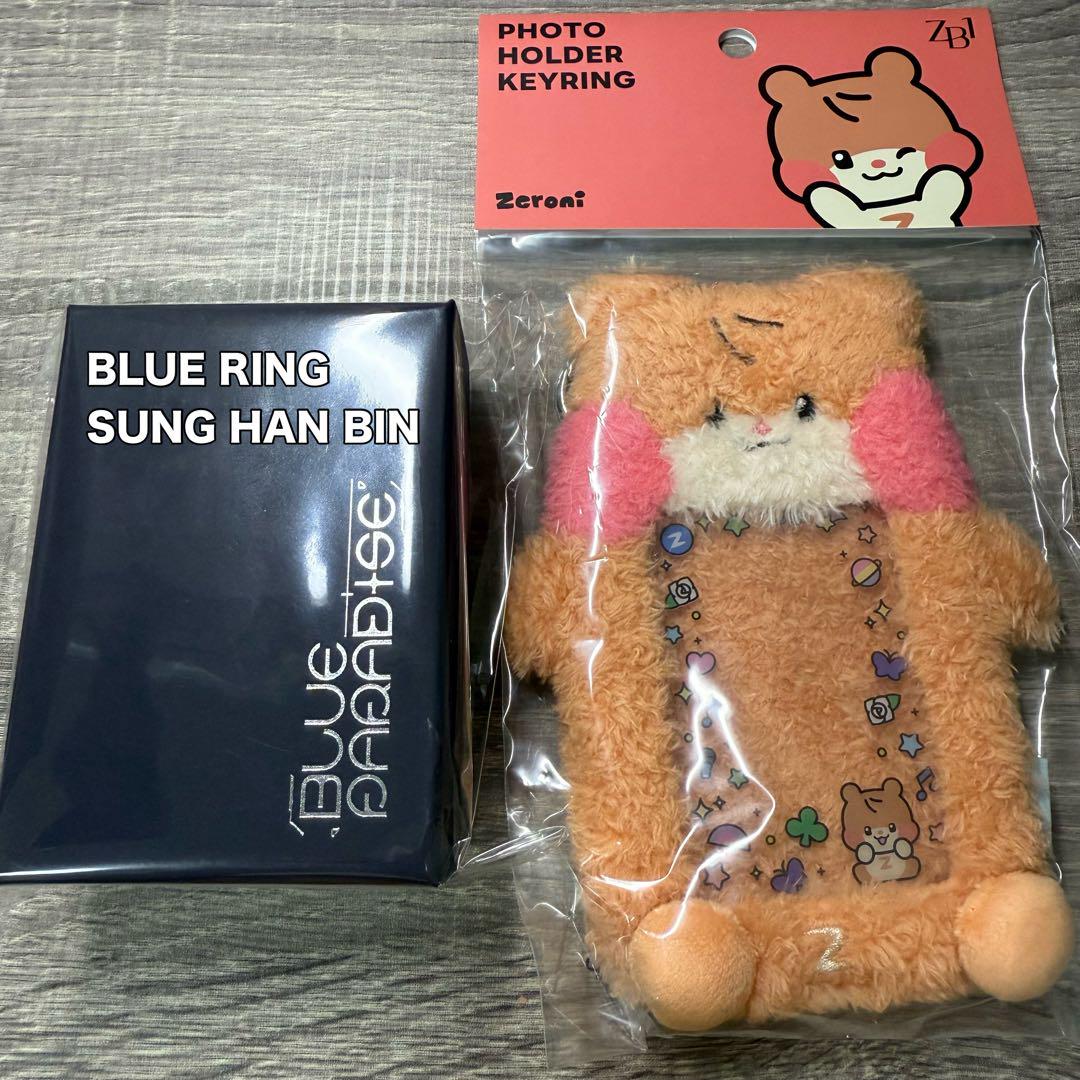 PHOTO
HOLDER
KEYRING
ZB1
Zeroni
Z
BLUE RING
SUNG HAN BIN
BLUE
PARADISE
Z
Z
Z